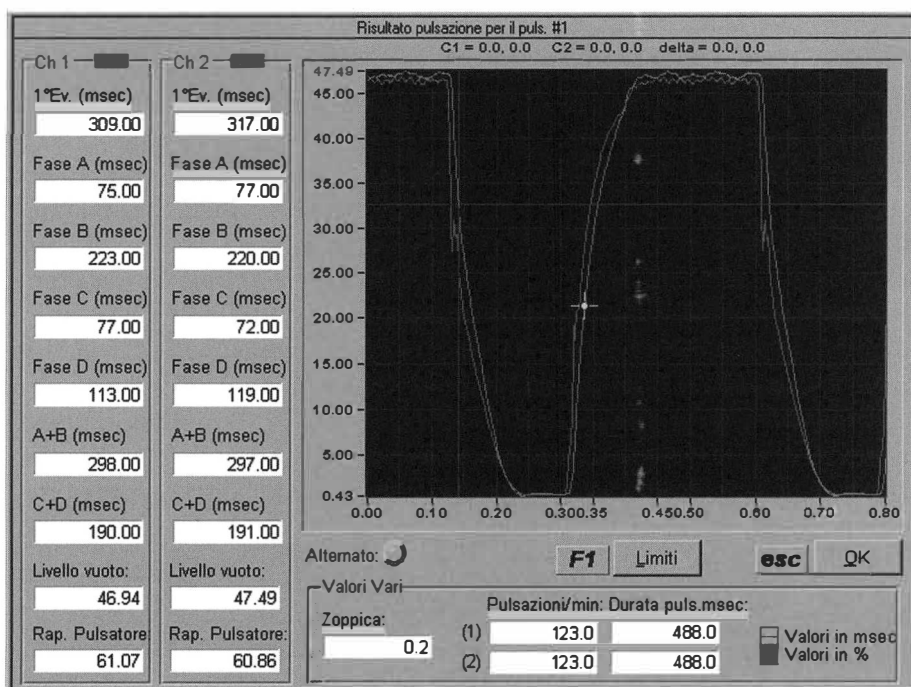 Risultato pulsazione per il puls. #1
C1 = 0.0, 0.0 C2 = 0.0, 0.0 delta = 0.0, 0.0
Ch 1
1°Ev. (msec)
309.00
Fase A (msec)
75.00
Fase B (msec)
223.00
Fase C (msec)
77.00
Fase D (msec)
113.00
A+B (msec)
298.00
C+D (msec)
190.00
Livello vuoto:
46.94
Rap. Pulsatore:
61.07
Ch 2
1°Ev. (msec)
317.00
Fase A (msec)
77.00
Fase B (msec)
220.00
Fase C (msec)
72.00
Fase D (msec)
119.00
A+B (msec)
297.00
C+D (msec)
191.00
Livello vuoto:
47.49
Rap. Pulsatore:
60.86
47.49
45.00
40.00
35.00
30.00
25.00
20.00
15.00
10.00
5.00
0.43
0.00 0.10 0.20 0.30 0.35 0.45 0.50 0.60 0.70 0.80
Alternato: F1 Limiti esc OK
Valori Vari
Zoppica:
0.2
Pulsazioni/min: Durata puls.msec:
(1) 123.0 488.0
(2) 123.0 488.0
Valori in msec
Valori in %